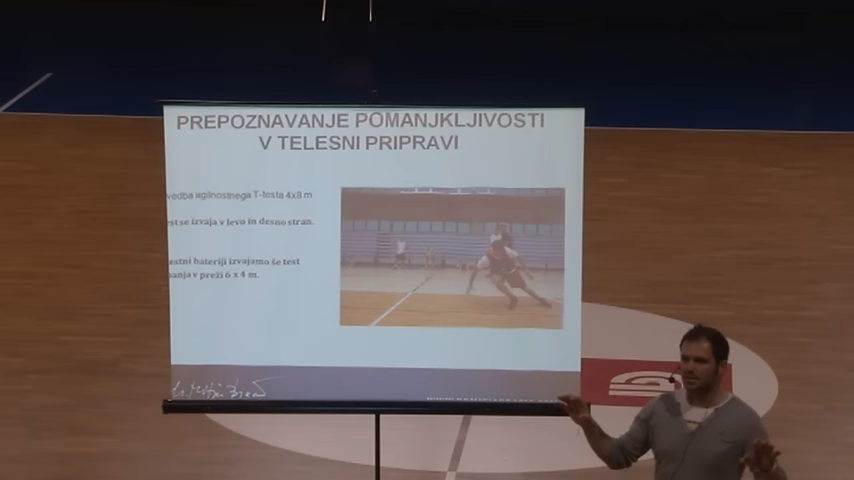 PREPOZNAVANJE POMANJKLJIVOSTI
V TELESNI PRIPRAVI
vedba agilnostnega T-testa 4x8 m
est se izvaja v levo in desno stran.
estni bateriji izvajamo še test
anja v preži 6 x 4 m.